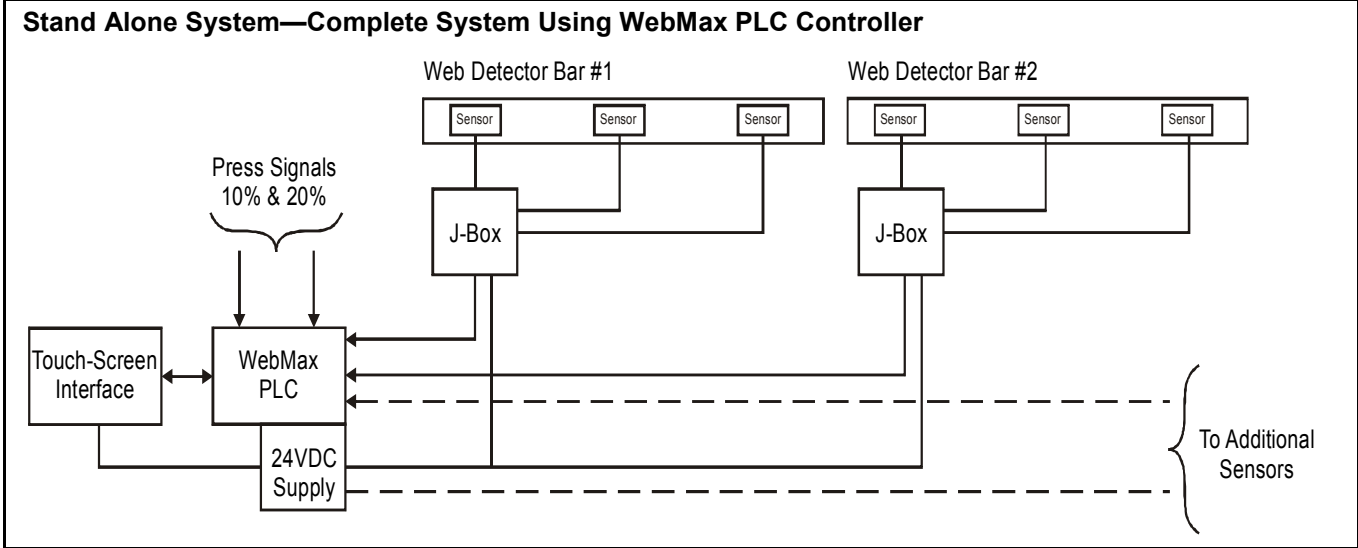 Stand Alone System—Complete System Using WebMax PLC Controller
Web Detector Bar #1
Web Detector Bar #2
Sensor
Sensor
Sensor
Sensor
Sensor
Sensor
Press Signals
10% & 20%
J-Box
J-Box
Touch-Screen
Interface
WebMax
PLC
24VDC
Supply
To Additional
Sensors